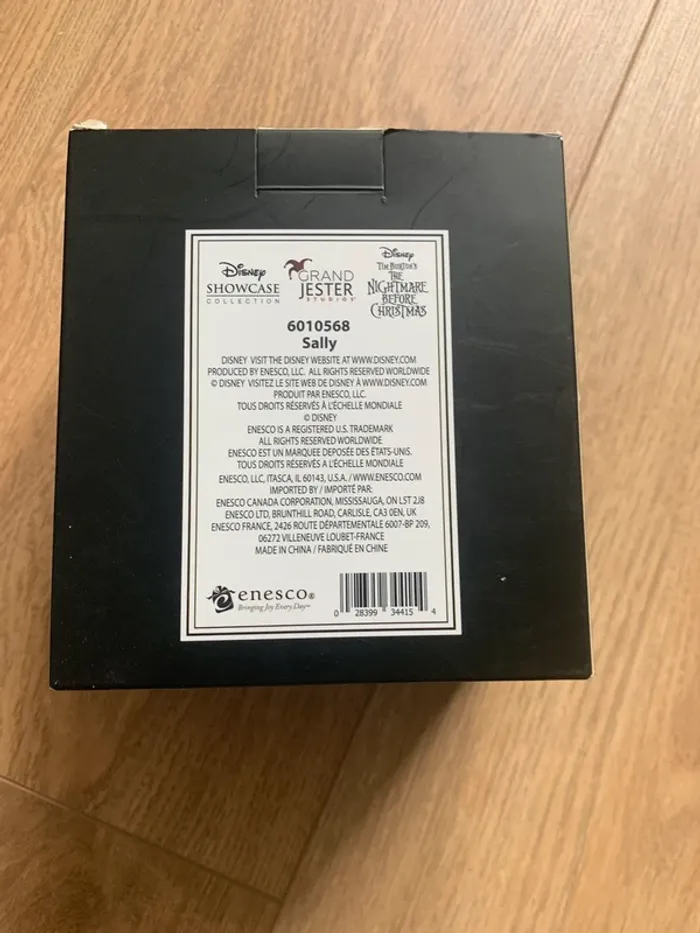 Disney
SHOWCASE
COLLECTION
GRAND
JESTER
STUDIOS
Disney
TIM BURTON'S
THE
NIGHTMARE
BEFORE
CHRISTMAS
6010568
Sally
DISNEY VISIT THE DISNEY WEBSITE AT WWW.DISNEY.COM
PRODUCED BY ENESCO, LLC. ALL RIGHTS RESERVED WORLDWIDE
© DISNEY VISITEZ LE SITE WEB DE DISNEY À WWW.DISNEY.COM
PRODUIT PAR ENESCO, LLC.
TOUS DROITS RÉSERVÉS À L'ÉCHELLE MONDIALE
© DISNEY
ENESCO IS A REGISTERED U.S. TRADEMARK
ALL RIGHTS RESERVED WORLDWIDE
ENESCO EST UN MARQUEE DEPOSÉE DES ÉTATS-UNIS.
TOUS DROITS RÉSERVÉS À L'ÉCHELLE MONDIALE
ENESCO, LLC, ITASCA, IL 60143, U.S.A. / WWW.ENESCO.COM
IMPORTED BY / IMPORTÉ PAR:
ENESCO CANADA CORPORATION, MISSISSAUGA, ON L5T 2J8
ENESCO LTD, BRUNTHILL ROAD, CARLISLE, CA3 0EN, UK
ENESCO FRANCE, 2426 ROUTE DÉPARTEMENTALE 6007-BP 209,
06272 VILLENEUVE LOUBET-FRANCE
MADE IN CHINA / FABRIQUÉ EN CHINE
enesco®
Bringing Joy Every Day™
0 28399 34415 4